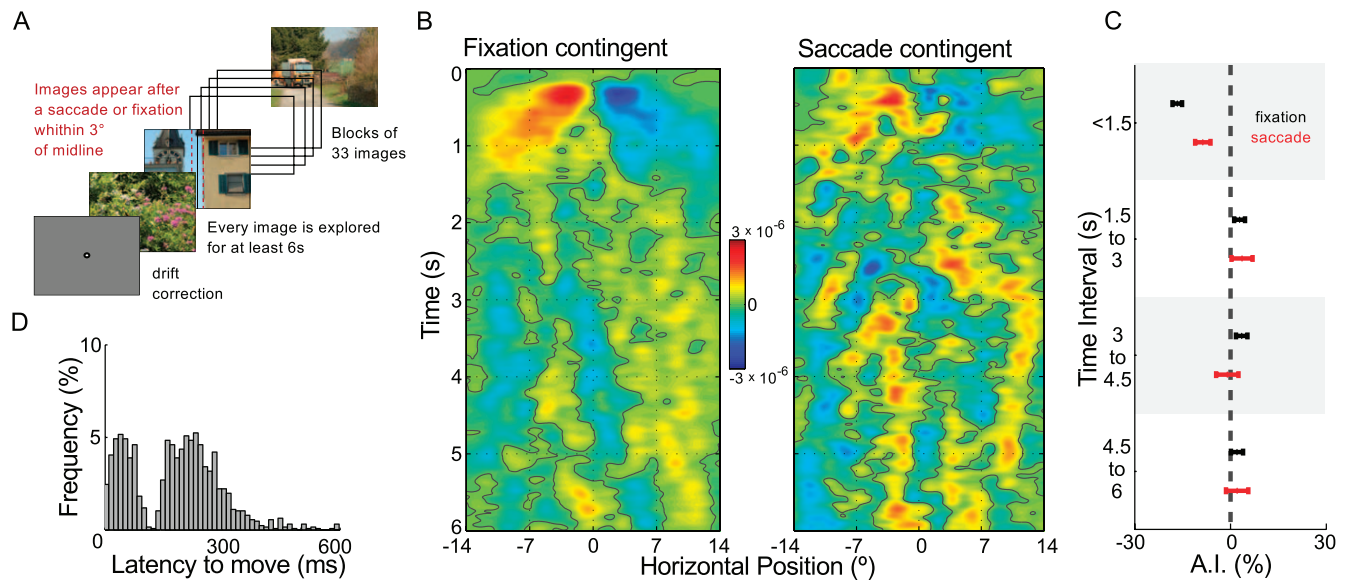 A
Images appear after
a saccade or fixation
whithin 3°
of midline
Blocks of
33 images
Every image is explored
for at least 6s
drift
correction
B
Fixation contingent
Saccade contingent
Time (s)
0
1
2
3
4
5
6
-14
-7
0
7
14
3 × 10⁻⁶
0
-3 × 10⁻⁶
-14
-7
0
7
14
Horizontal Position (º)
C
fixation
saccade
Time Interval (s)
<1.5
1.5
to
3
3
to
4.5
4.5
to
6
-30
0
30
A.I. (%)
D
Frequency (%)
10
5
0
0
300
600
Latency to move (ms)